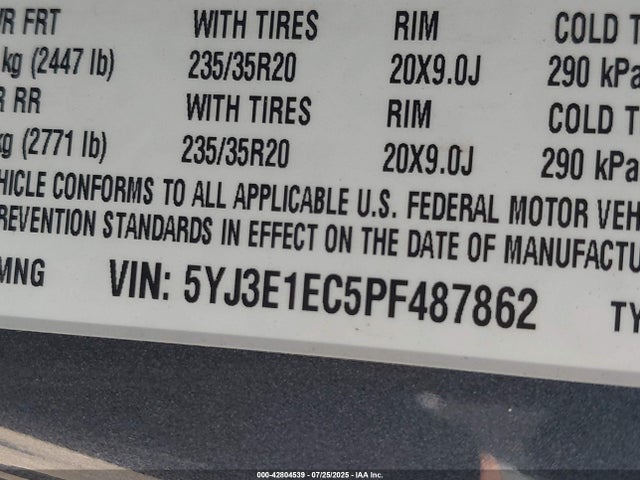 R FRT WITH TIRES RIM COLD T
kg (2447 lb) 235/35R20 20X9.0J 290 kPa
R RR WITH TIRES RIM COLD T
kg (2771 lb) 235/35R20 20X9.0J 290 kPa
HICLE CONFORMS TO ALL APPLICABLE U.S. FEDERAL MOTOR VEH
REVENTION STANDARDS IN EFFECT ON THE DATE OF MANUFACTU
MNG VIN: 5YJ3E1EC5PF487862 TY
000-42804539 - 07/25/2025 - IAA Inc.